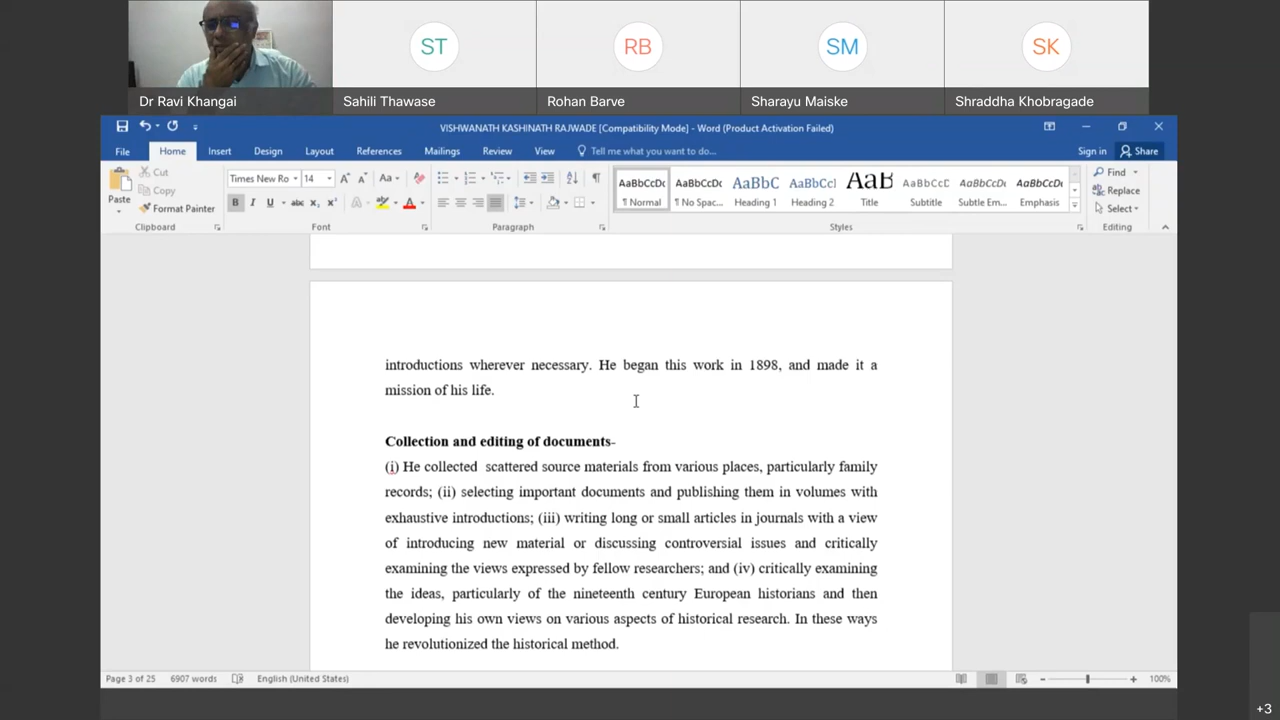 ST
RB
SM
SK
Dr Ravi Khangai
Sahili Thawase
Rohan Barve
Sharayu Maiske
Shraddha Khobragade
VISHWANATH KASHINATH RAJWADE [Compatibility Mode] - Word (Product Activation Failed)
File Home Insert Design Layout References Mailings Review View Tell me what you want to do... Sign in Share
Paste
Cut
Copy
Format Painter
Clipboard
Times New Ro 14
Font
Paragraph
AaBbCcDc AaBbCcDc AaBbC AaBbCcl AaB AaBbCcD AaBbCcDc AaBbCcDc
¶ Normal ¶ No Spac... Heading 1 Heading 2 Title Subtitle Subtle Em... Emphasis
Styles
Find
Replace
Select
Editing
introductions wherever necessary. He began this work in 1898, and made it a
mission of his life.
Collection and editing of documents-
(i) He collected scattered source materials from various places, particularly family
records; (ii) selecting important documents and publishing them in volumes with
exhaustive introductions; (iii) writing long or small articles in journals with a view
of introducing new material or discussing controversial issues and critically
examining the views expressed by fellow researchers; and (iv) critically examining
the ideas, particularly of the nineteenth century European historians and then
developing his own views on various aspects of historical research. In these ways
he revolutionized the historical method.
Page 3 of 25 6907 words English (United States) 100%
+3